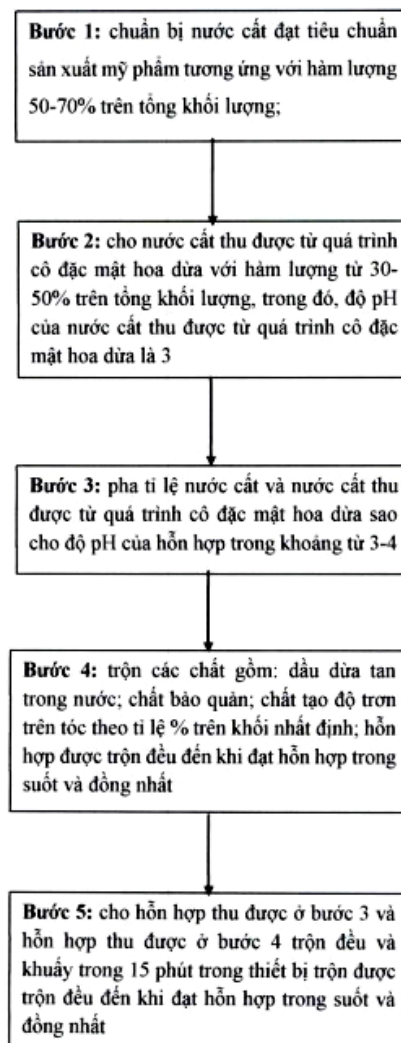 Bước 1: chuẩn bị nước cất đạt tiêu chuẩn
sản xuất mỹ phẩm tương ứng với hàm lượng
50-70% trên tổng khối lượng;
Bước 2: cho nước cất thu được từ quá trình
cô đặc mật hoa dừa với hàm lượng từ 30-
50% trên tổng khối lượng, trong đó, độ pH
của nước cất thu được từ quá trình cô đặc
mật hoa dừa là 3
Bước 3: pha tỉ lệ nước cất và nước cất thu
được từ quá trình cô đặc mật hoa dừa sao
cho độ pH của hỗn hợp trong khoảng từ 3-4
Bước 4: trộn các chất gồm: dầu dừa tan
trong nước; chất bảo quản; chất tạo độ trơn
trên tóc theo tỉ lệ % trên khối nhất định; hỗn
hợp được trộn đều đến khi đạt hỗn hợp trong
suốt và đồng nhất
Bước 5: cho hỗn hợp thu được ở bước 3 và
hỗn hợp thu được ở bước 4 trộn đều và
khuấy trong 15 phút trong thiết bị trộn được
trộn đều đến khi đạt hỗn hợp trong suốt và
đồng nhất